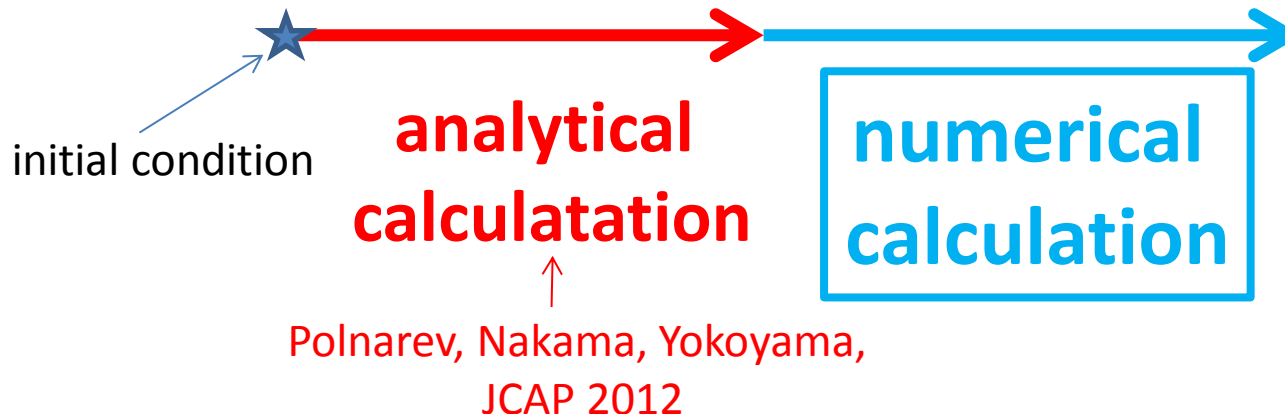 initial condition
analytical
calculatation
numerical
calculation
Polnarev, Nakama, Yokoyama,
JCAP 2012